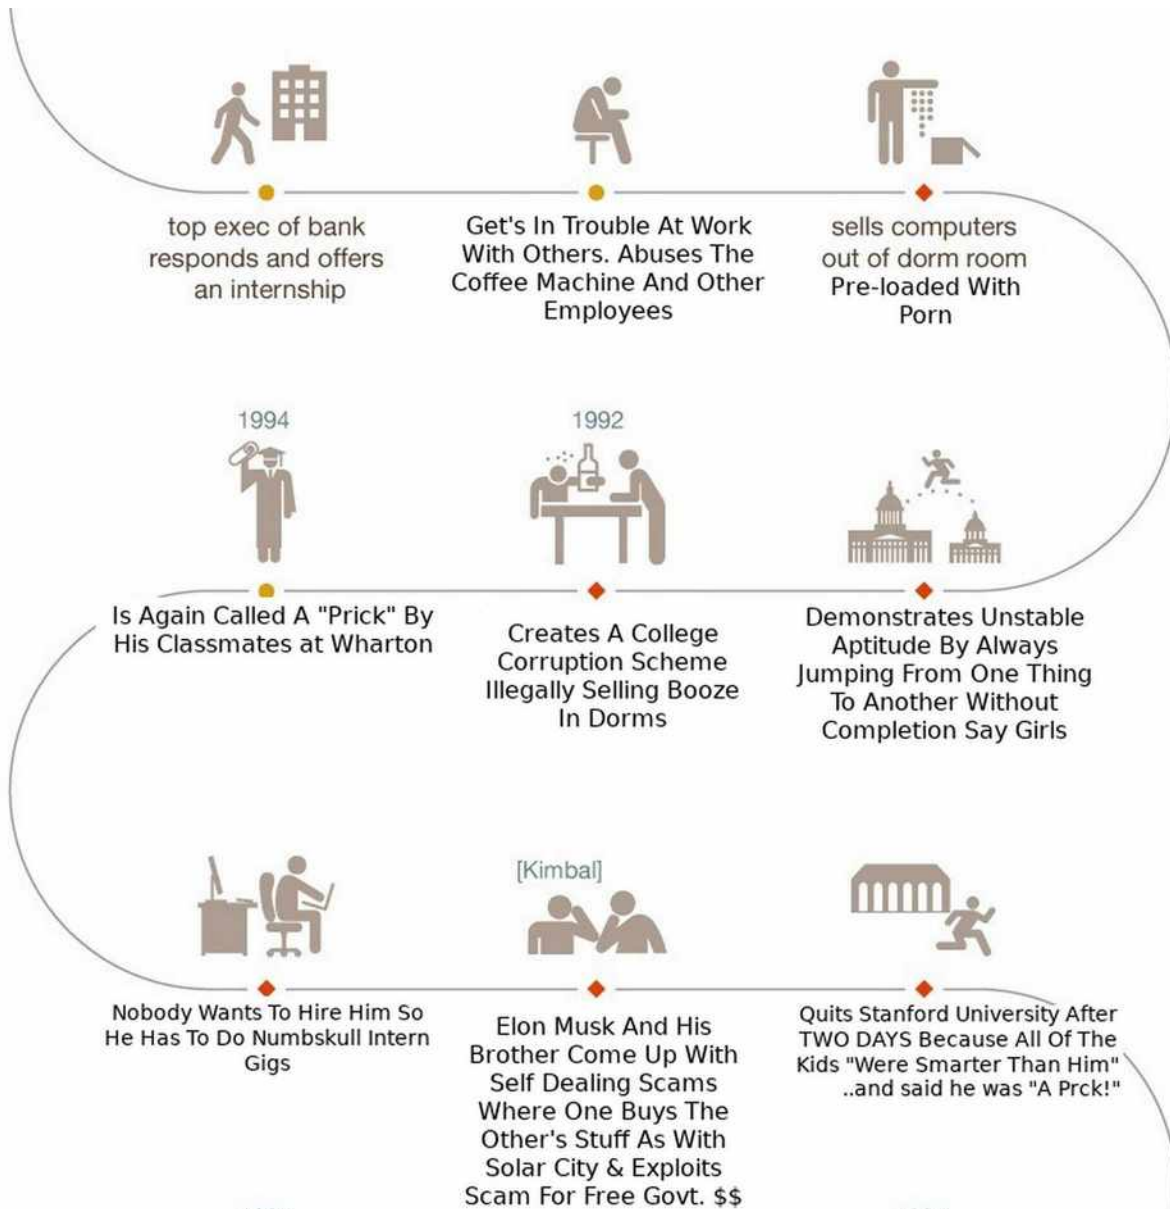 top exec of bank
responds and offers
an internship
Get's In Trouble At Work
With Others. Abuses The
Coffee Machine And Other
Employees
sells computers
out of dorm room
Pre-loaded With
Porn
1994
Is Again Called A "Prick" By
His Classmates at Wharton
1992
Creates A College
Corruption Scheme
Illegally Selling Booze
In Dorms
Demonstrates Unstable
Aptitude By Always
Jumping From One Thing
To Another Without
Completion Say Girls
Nobody Wants To Hire Him So
He Has To Do Numbskull Intern
Gigs
[Kimbal]
Elon Musk And His
Brother Come Up With
Self Dealing Scams
Where One Buys The
Other's Stuff As With
Solar City & Exploits
Scam For Free Govt. $$
Quits Stanford University After
TWO DAYS Because All Of The
Kids "Were Smarter Than Him"
..and said he was "A Prck!"